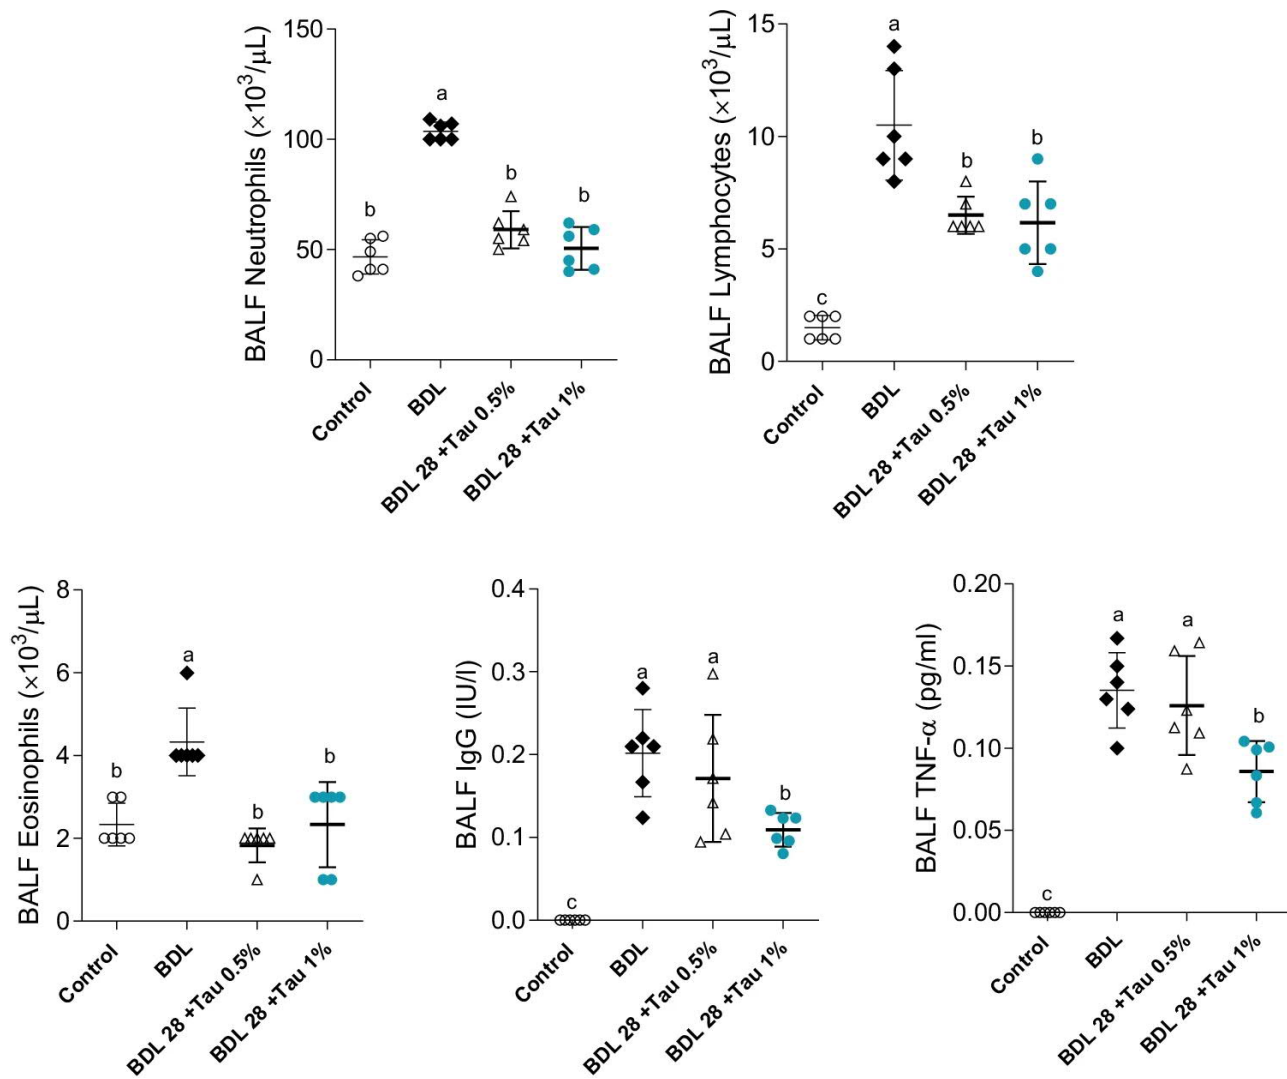 BALF Neutrophils (×10³/µL)
150
100
50
0
a
b
b
b
Control
BDL
BDL 28 +Tau 0.5%
BDL 28 +Tau 1%
BALF Lymphocytes (×10³/µL)
15
10
5
0
a
b
b
c
Control
BDL
BDL 28 +Tau 0.5%
BDL 28 +Tau 1%
BALF Eosinophils (×10³/µL)
8
6
4
2
0
a
b
b
b
Control
BDL
BDL 28 +Tau 0.5%
BDL 28 +Tau 1%
BALF IgG (IU/l)
0.4
0.3
0.2
0.1
0.0
a
a
b
c
Control
BDL
BDL 28 +Tau 0.5%
BDL 28 +Tau 1%
BALF TNF-α (pg/ml)
0.20
0.15
0.10
0.05
0.00
a
a
b
c
Control
BDL
BDL 28 +Tau 0.5%
BDL 28 +Tau 1%